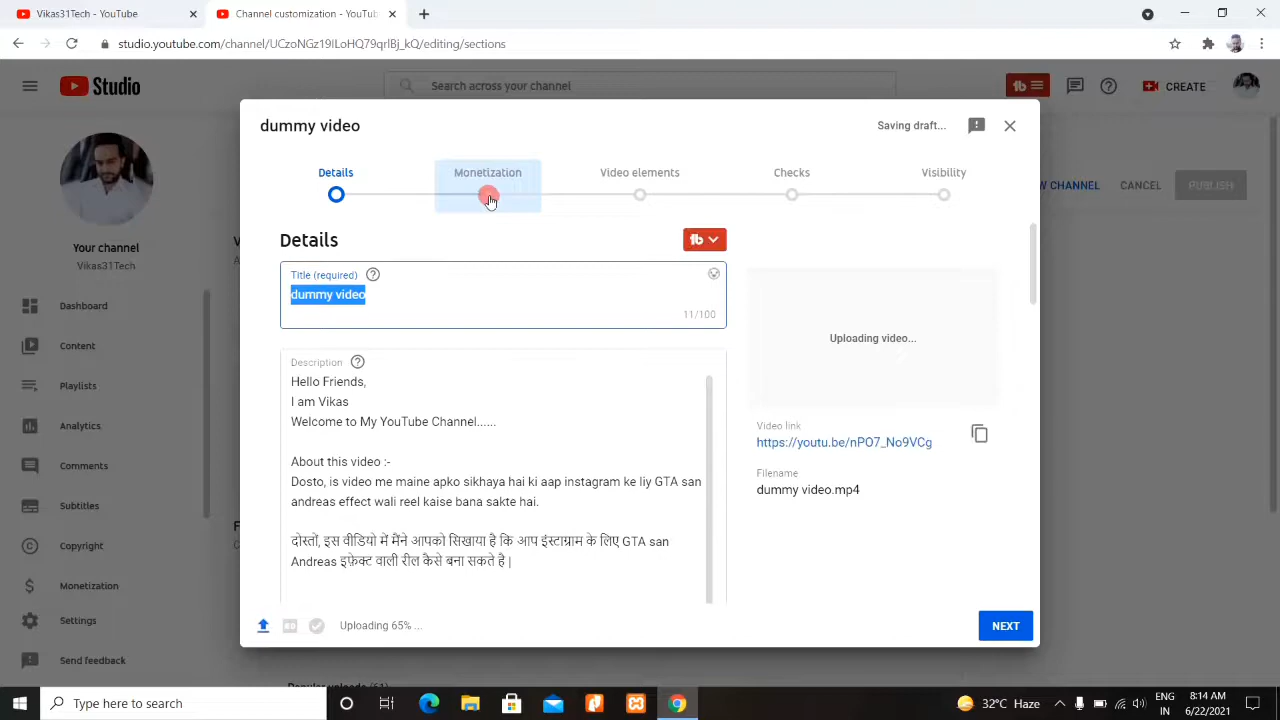 Vikas31Tech
Channel customization - YouTub
studio.youtube.com/channel/UCzoNGz19ILoHQ79qrlBj_kQ/editing/sections
Studio
Search across your channel
CREATE
dummy video
Saving draft...
Details
Monetization
Video elements
Checks
Visibility
W CHANNEL
CANCEL
PUBLISH
Your channel
Vikas31Tech
Dashboard
Content
Playlists
Analytics
Comments
Subtitles
Copyright
Monetization
Settings
Send feedback
Details
Title (required)
dummy video
11/100
Description
Hello Friends,
I am Vikas
Welcome to My YouTube Channel......
About this video :-
Dosto, is video me maine apko sikhaya hai ki aap instagram ke liy GTA san
andreas effect wali reel kaise bana sakte hai.
दोस्तों, इस वीडियो में मैंने आपको सिखाया है कि आप इंस्टाग्राम के लिए GTA san
Andreas इफ़ेक्ट वाली रील कैसे बना सकते है |
Uploading video...
Video link
https://youtu.be/nPO7_No9VCg
Filename
dummy video.mp4
Uploading 65% ...
NEXT
Type here to search
32°C Haze
ENG
IN
8:14 AM
6/22/2021